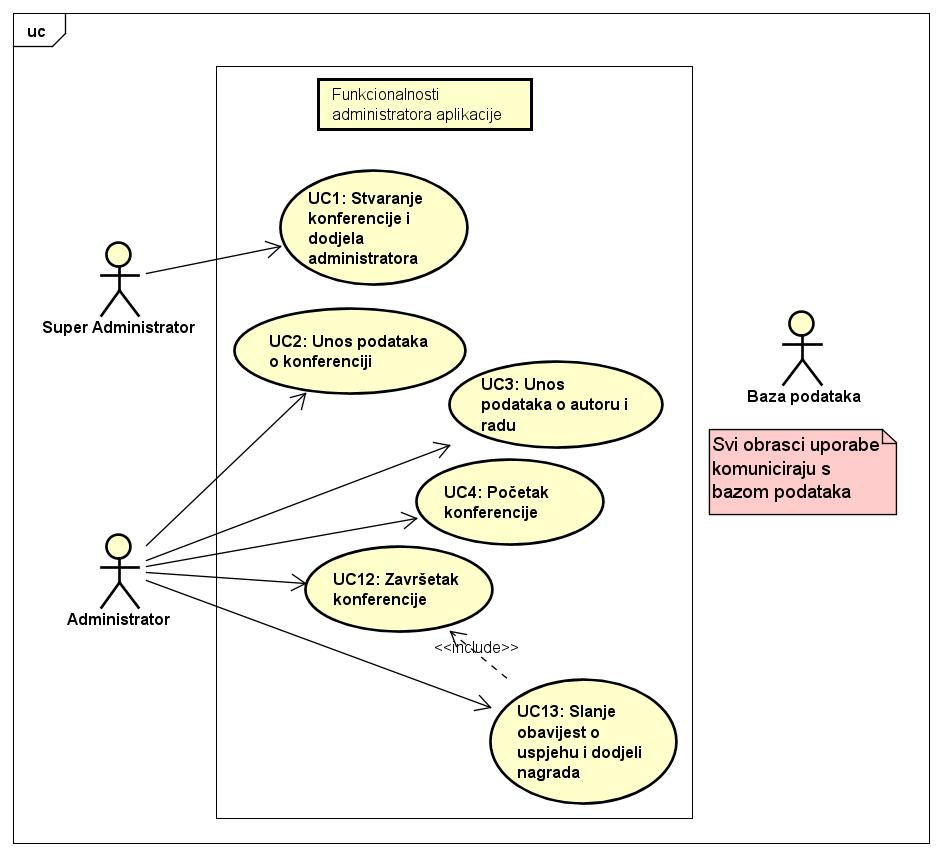 uc
Funkcionalnosti
administratora aplikacije
UC1: Stvaranje
konferencije i
dodjela
administratora
Super Administrator
UC2: Unos podataka
o konferenciji
UC3: Unos
podataka o autoru i
radu
Baza podataka
Svi obrasci uporabe
komuniciraju s
bazom podataka
UC4: Početak
konferencije
Administrator
UC12: Završetak
konferencije
<<include>>
UC13: Slanje
obavijest o
uspjehu i dodjeli
nagrada